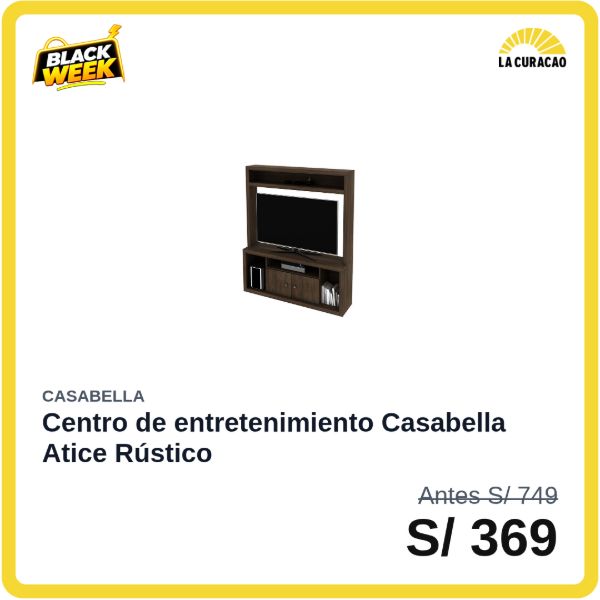 BLACK
WEEK
LA CURACAO
CASABELLA
Centro de entretenimiento Casabella
Atice Rústico
Antes S/ 749
S/ 369